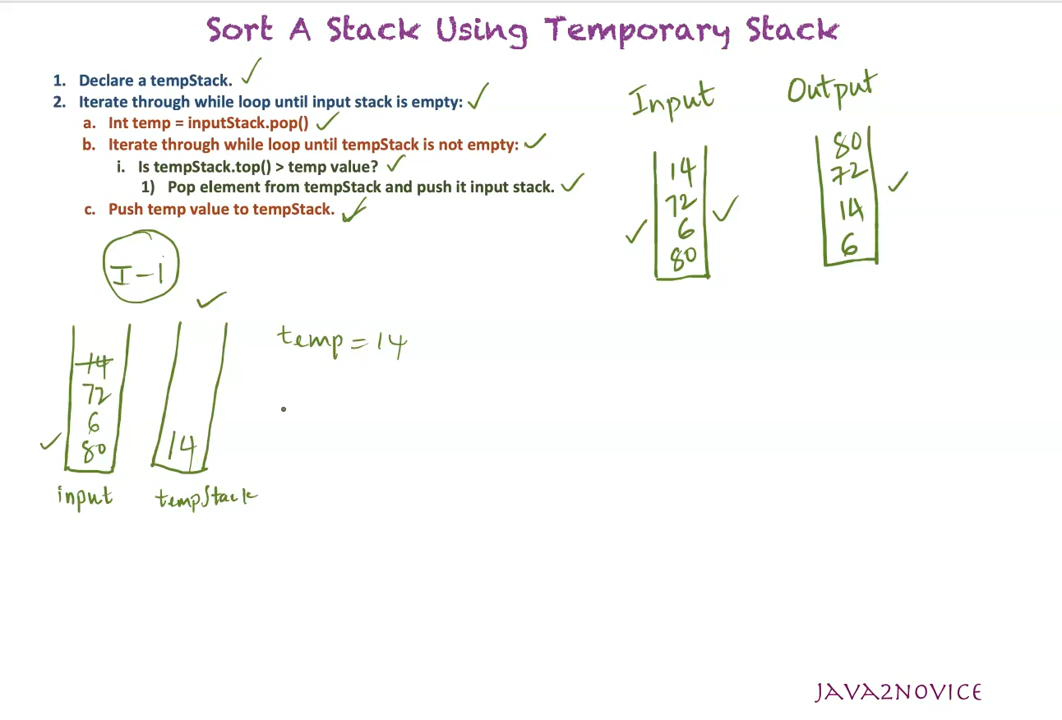 Sort A Stack Using Temporary Stack
1. Declare a tempStack.
2. Iterate through while loop until input stack is empty:
a. Int temp = inputStack.pop()
b. Iterate through while loop until tempStack is not empty:
i. Is tempStack.top() > temp value?
1) Pop element from tempStack and push it input stack.
c. Push temp value to tempStack.
Input
14
72
6
80
Output
80
72
14
6
I-1
14
72
6
80
input
14
tempStack
temp = 14
JAVA2NOVICE